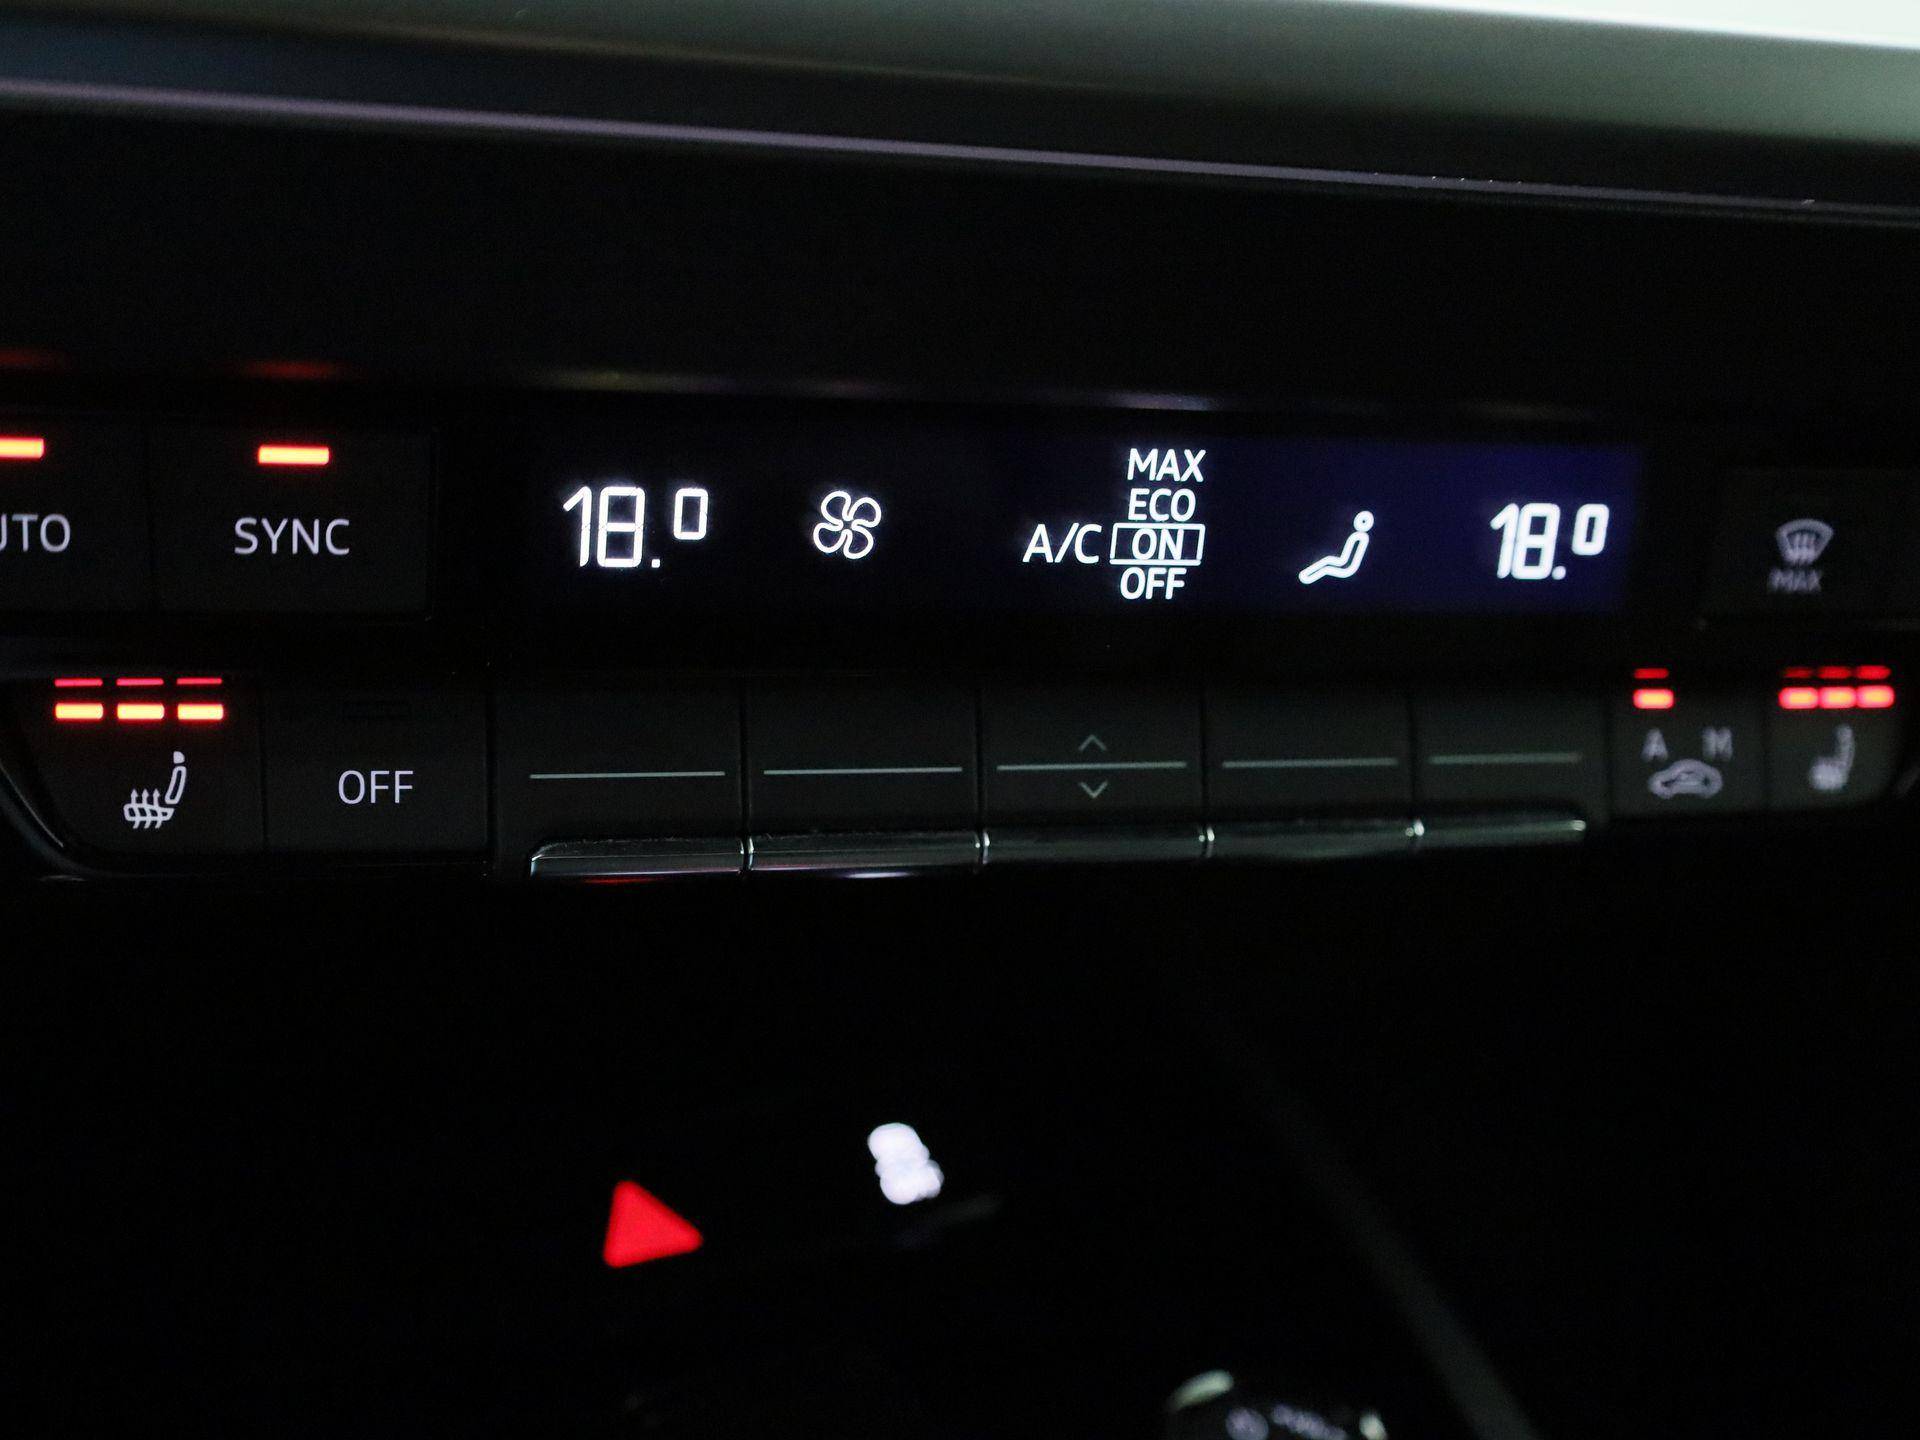 UTO
SYNC
18.0
MAX
ECO
A/C ON
OFF
18.0
MAX
OFF
A M